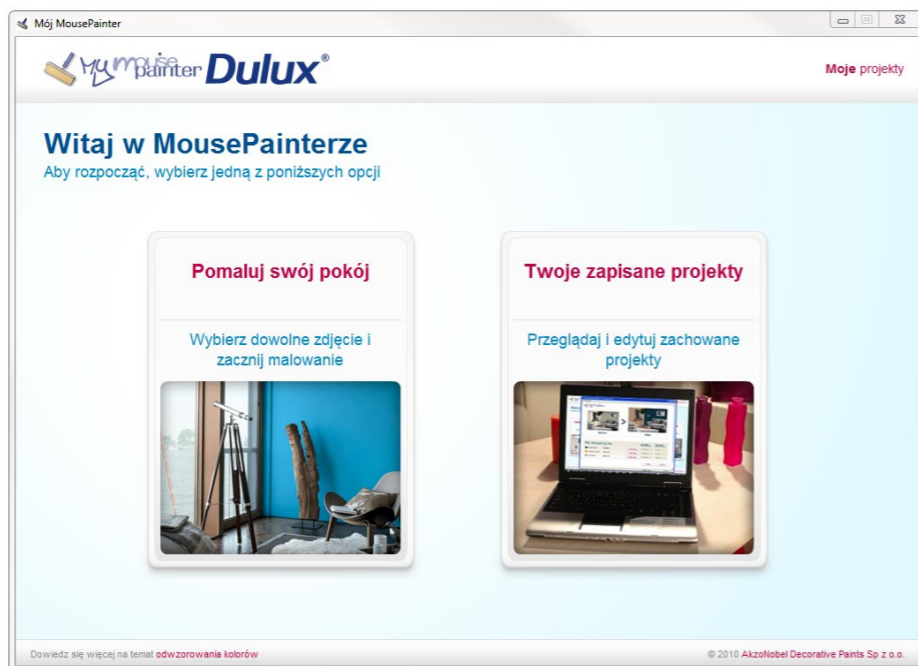 Mój MousePainter
My mouse painter Dulux®
Moje projekty
Witaj w MousePainterze
Aby rozpocząć, wybierz jedną z poniższych opcji
Pomaluj swój pokój
Wybierz dowolne zdjęcie i
zacznij malowanie
Twoje zapisane projekty
Przeglądaj i edytuj zachowane
projekty
Dowiedz się więcej na temat odwzorowania kolorów
© 2010 AkzoNobel Decorative Paints Sp z o.o.